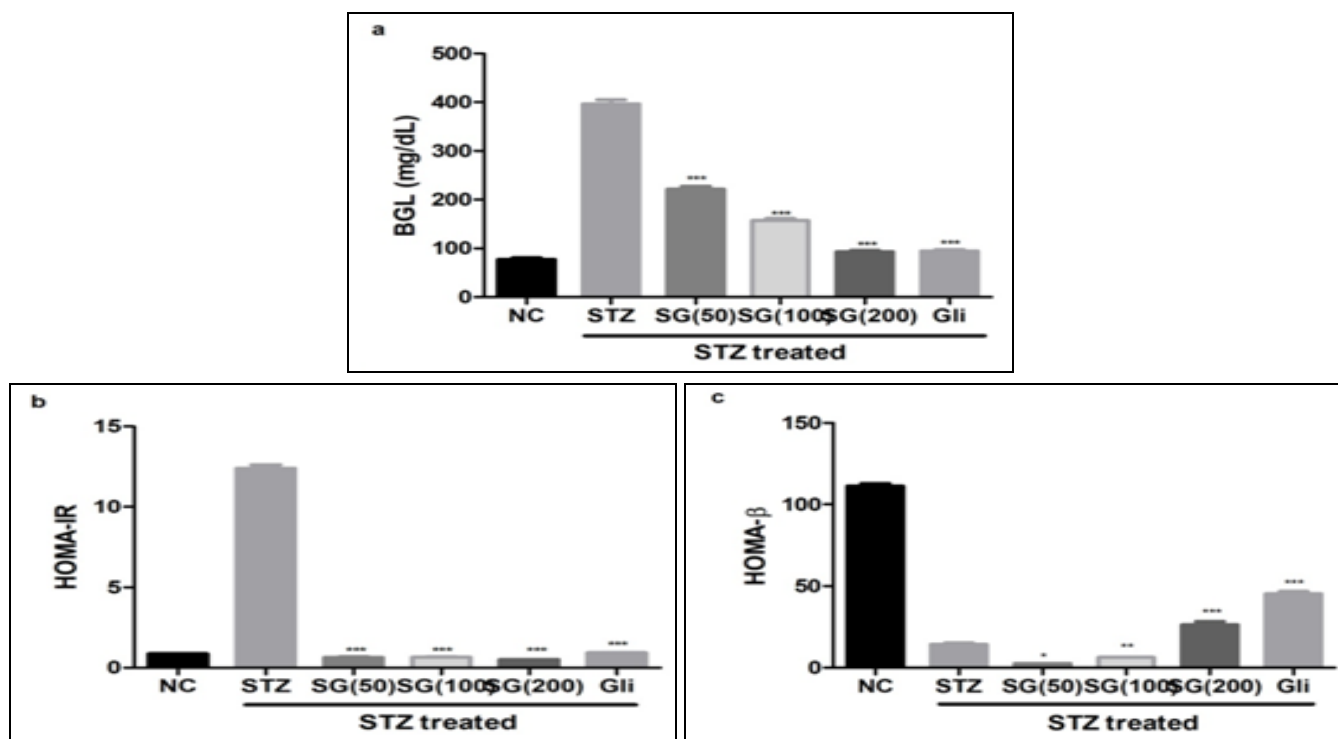 a
BGL (mg/dL)
500
400
300
200
100
0
NC STZ SG(50) SG(100) SG(200) Gli
STZ treated
***
***
***
***
b
HOMA-IR
15
10
5
0
NC STZ SG(50) SG(100) SG(200) Gli
STZ treated
***
***
***
***
c
HOMA-β
150
100
50
0
NC STZ SG(50) SG(100) SG(200) Gli
STZ treated
*
**
***
***